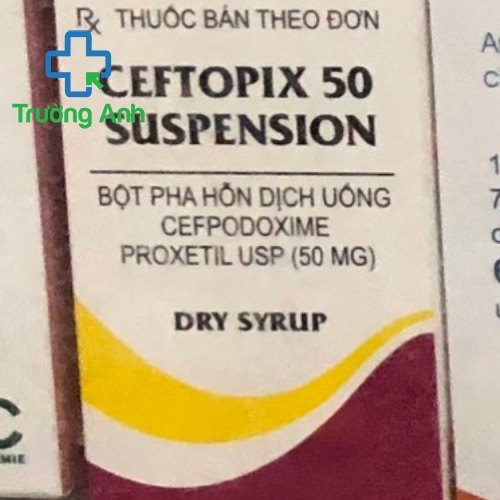 Rx THUỐC BÁN THEO ĐƠN
CEFTOPIX 50
Trường Anh
SUSPENSION
BỘT PHA HỖN DỊCH UỐNG
CEFPODOXIME
PROXETIL USP (50 MG)
DRY SYRUP